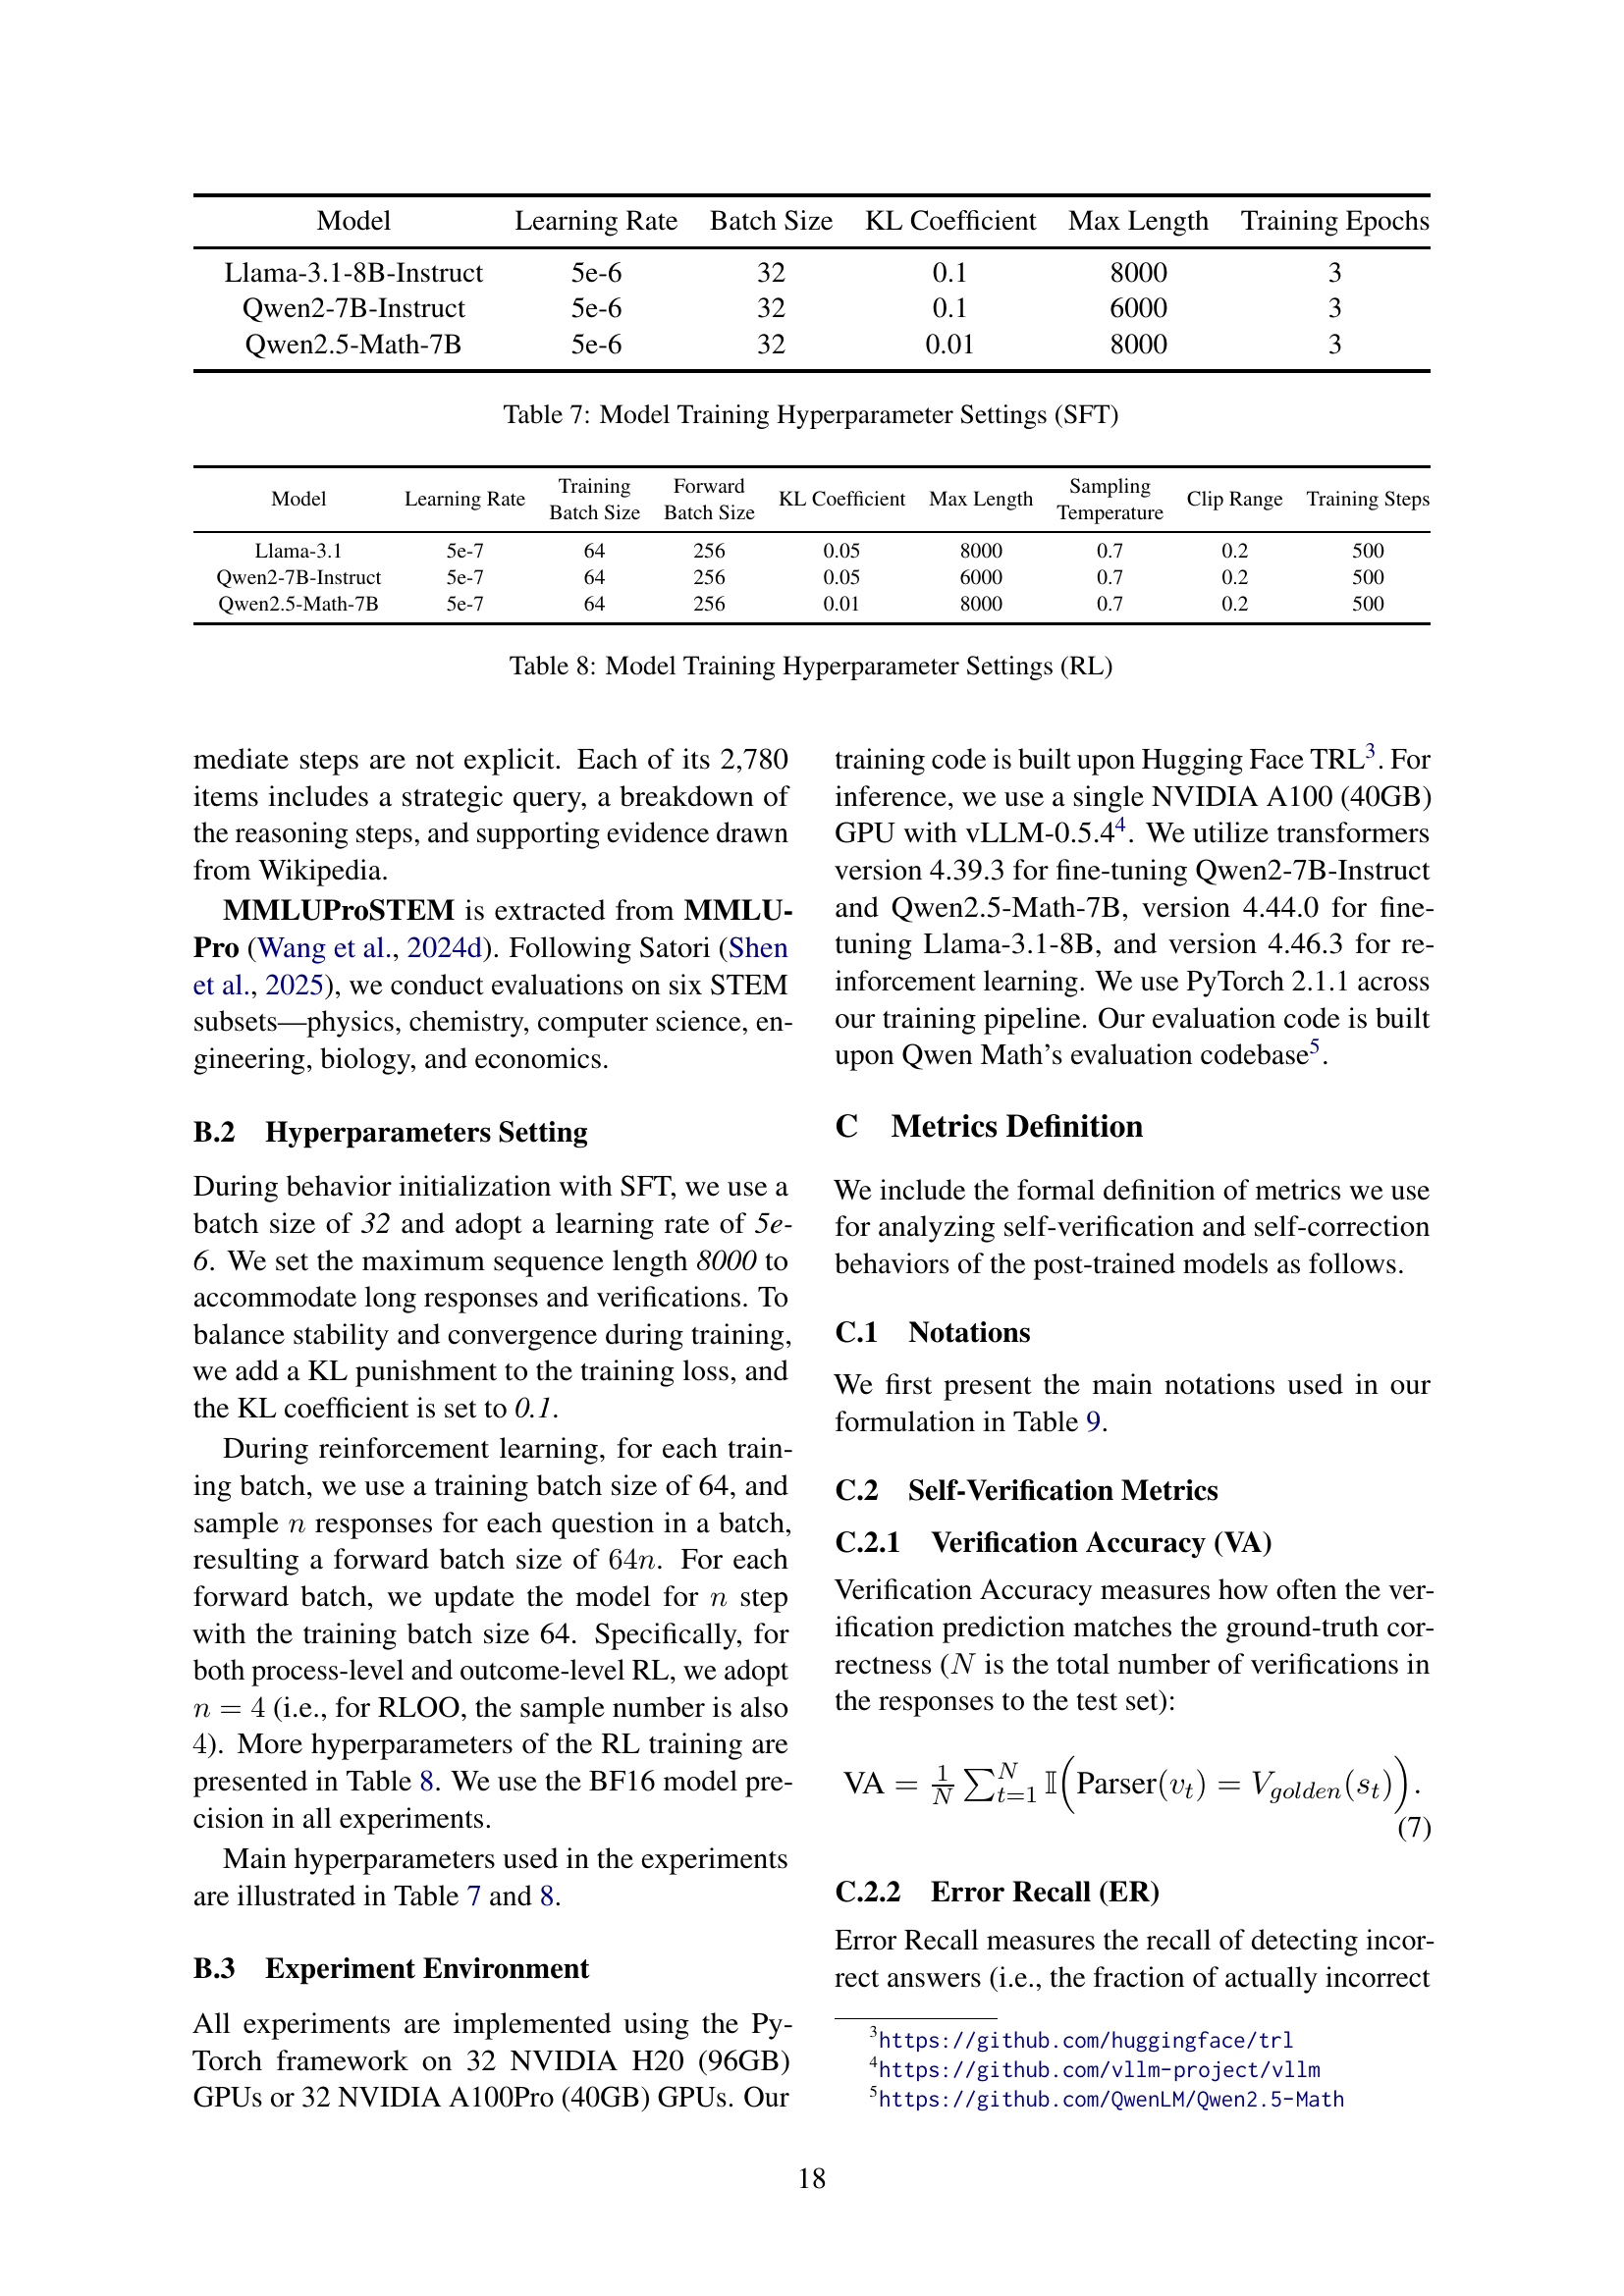 Model Learning Rate Batch Size KL Coefficient Max Length Training Epochs
Llama-3.1-8B-Instruct 5e-6 32 0.1 8000 3
Qwen2-7B-Instruct 5e-6 32 0.1 6000 3
Qwen2.5-Math-7B 5e-6 32 0.01 8000 3
Table 7: Model Training Hyperparameter Settings (SFT)
Model Learning Rate Training Batch Size Forward Batch Size KL Coefficient Max Length Sampling Temperature Clip Range Training Steps
Llama-3.1 5e-7 64 256 0.05 8000 0.7 0.2 500
Qwen2-7B-Instruct 5e-7 64 256 0.05 6000 0.7 0.2 500
Qwen2.5-Math-7B 5e-7 64 256 0.01 8000 0.7 0.2 500
Table 8: Model Training Hyperparameter Settings (RL)
mediate steps are not explicit. Each of its 2,780
items includes a strategic query, a breakdown of
the reasoning steps, and supporting evidence drawn
from Wikipedia.
MMLUProSTEM is extracted from MMLU-
Pro (Wang et al., 2024d). Following Satori (Shen
et al., 2025), we conduct evaluations on six STEM
subsets—physics, chemistry, computer science, en-
gineering, biology, and economics.
B.2 Hyperparameters Setting
During behavior initialization with SFT, we use a
batch size of 32 and adopt a learning rate of 5e-
6. We set the maximum sequence length 8000 to
accommodate long responses and verifications. To
balance stability and convergence during training,
we add a KL punishment to the training loss, and
the KL coefficient is set to 0.1.
During reinforcement learning, for each train-
ing batch, we use a training batch size of 64, and
sample n responses for each question in a batch,
resulting a forward batch size of 64n. For each
forward batch, we update the model for n step
with the training batch size 64. Specifically, for
both process-level and outcome-level RL, we adopt
n = 4 (i.e., for RLOO, the sample number is also
4). More hyperparameters of the RL training are
presented in Table 8. We use the BF16 model pre-
cision in all experiments.
Main hyperparameters used in the experiments
are illustrated in Table 7 and 8.
B.3 Experiment Environment
All experiments are implemented using the Py-
Torch framework on 32 NVIDIA H20 (96GB)
GPUs or 32 NVIDIA A100Pro (40GB) GPUs. Our
training code is built upon Hugging Face TRL³. For
inference, we use a single NVIDIA A100 (40GB)
GPU with vLLM-0.5.4⁴. We utilize transformers
version 4.39.3 for fine-tuning Qwen2-7B-Instruct
and Qwen2.5-Math-7B, version 4.44.0 for fine-
tuning Llama-3.1-8B, and version 4.46.3 for re-
inforcement learning. We use PyTorch 2.1.1 across
our training pipeline. Our evaluation code is built
upon Qwen Math's evaluation codebase⁵.
C Metrics Definition
We include the formal definition of metrics we use
for analyzing self-verification and self-correction
behaviors of the post-trained models as follows.
C.1 Notations
We first present the main notations used in our
formulation in Table 9.
C.2 Self-Verification Metrics
C.2.1 Verification Accuracy (VA)
Verification Accuracy measures how often the ver-
ification prediction matches the ground-truth cor-
rectness (N is the total number of verifications in
the responses to the test set):
VA = \frac{1}{N} \sum_{t=1}^{N} 𝕀(Parser(v_t) = V_{golden}(s_t)).
(7)
C.2.2 Error Recall (ER)
Error Recall measures the recall of detecting incor-
rect answers (i.e., the fraction of actually incorrect
³https://github.com/huggingface/trl
⁴https://github.com/vllm-project/vllm
⁵https://github.com/QwenLM/Qwen2.5-Math
18